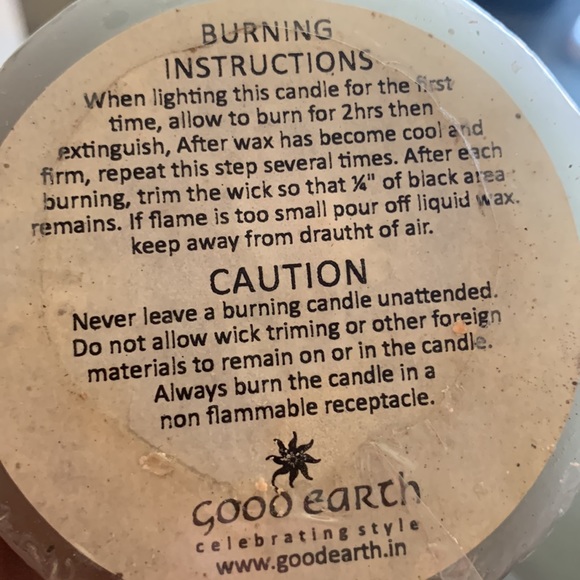 BURNING
INSTRUCTIONS
When lighting this candle for the first
time, allow to burn for 2hrs then
extinguish, After wax has become cool and
firm, repeat this step several times. After each
burning, trim the wick so that ¼" of black area
remains. If flame is too small pour off liquid wax.
keep away from drautht of air.
CAUTION
Never leave a burning candle unattended.
Do not allow wick triming or other foreign
materials to remain on or in the candle.
Always burn the candle in a
non flammable receptacle.
good earth
celebrating style
www.goodearth.in